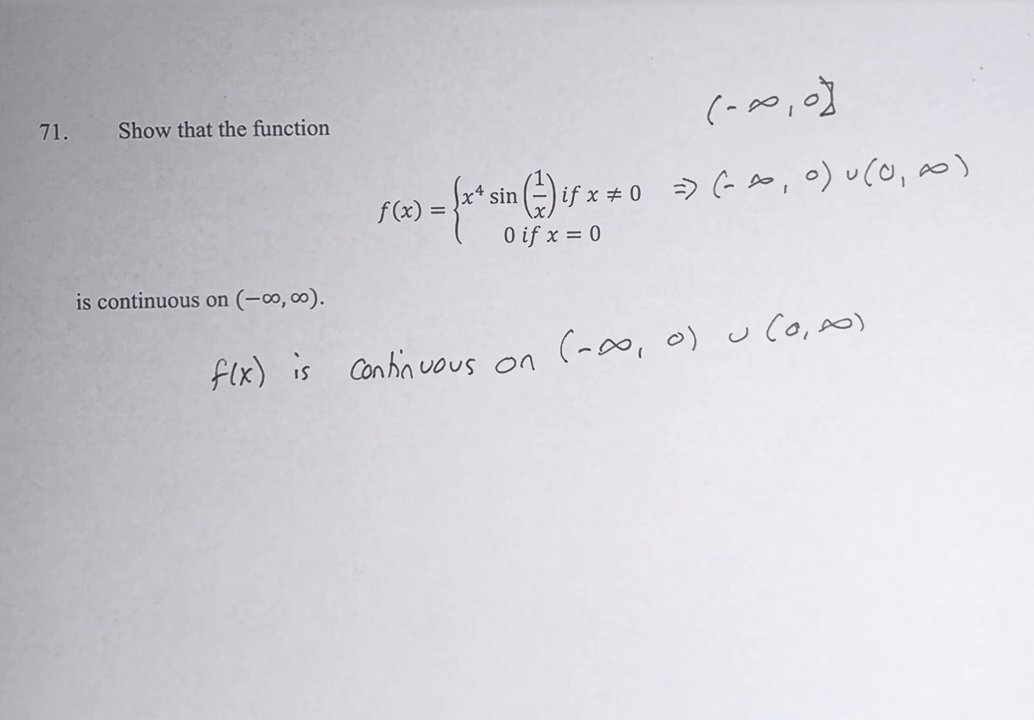 (-∞, 0]
71. Show that the function
f(x) = {x⁴ sin (1/x) if x ≠ 0 ⇒ (-∞, 0) ∪ (0, ∞)
0 if x = 0
is continuous on (−∞, ∞).
f(x) is continuous on (-∞, 0) ∪ (0, ∞)